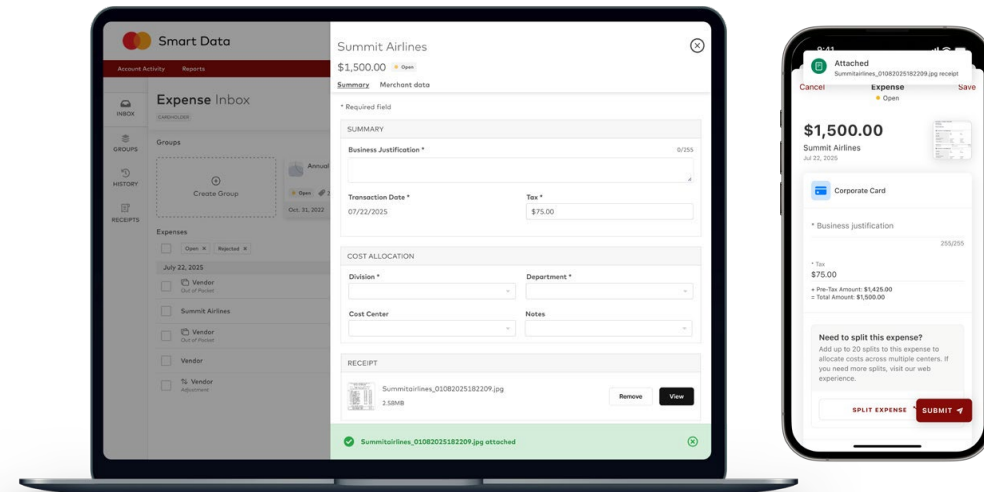 Smart Data
Account Activity Reports
INBOX
GROUPS
HISTORY
RECEIPTS
Expense Inbox
CARDHOLDER
Groups
Create Group
Annual
Open
Oct. 31, 2022
Expenses
Open X Rejected X
July 22, 2025
Vendor
Out of Pocket
Summit Airlines
Vendor
Out of Pocket
Vendor
Vendor
Adjustment
Summit Airlines
$1,500.00 Open
Summary Merchant data
* Required field
SUMMARY
Business Justification * 0/255
Transaction Date * Tax *
07/22/2025 $75.00
COST ALLOCATION
Division * Department *
Cost Center Notes
RECEIPT
Summitairlines_01082025182209.jpg
2.58MB
Remove View
Summitairlines_01082025182209.jpg attached
9:41
Attached
Summitairlines_01082025182209.jpg receipt
Cancel Expense Save
Open
$1,500.00
Summit Airlines
Jul 22, 2025
Corporate Card
* Business justification
255/255
* Tax
$75.00
+ Pre-Tax Amount: $1,425.00
= Total Amount: $1,500.00
Need to split this expense?
Add up to 20 splits to this expense to
allocate costs across multiple centers. If
you need more splits, visit our web
experience.
SPLIT EXPENSE SUBMIT